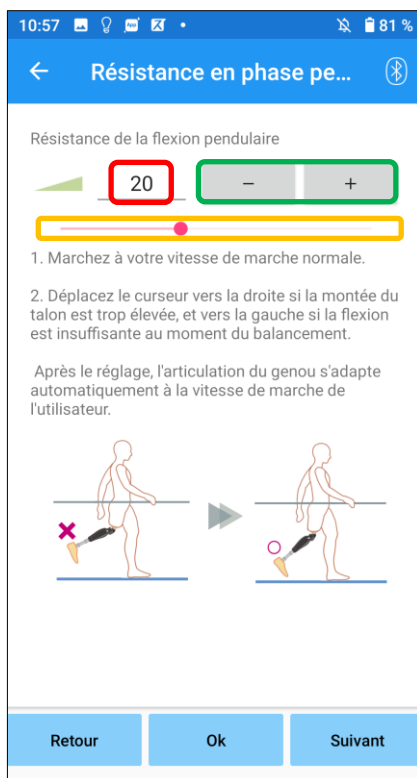 10:57 81 %
Résistance en phase pe...
Résistance de la flexion pendulaire
20 − +
1. Marchez à votre vitesse de marche normale.
2. Déplacez le curseur vers la droite si la montée du
talon est trop élevée, et vers la gauche si la flexion
est insuffisante au moment du balancement.
Après le réglage, l'articulation du genou s'adapte
automatiquement à la vitesse de marche de
l'utilisateur.
Retour Ok Suivant